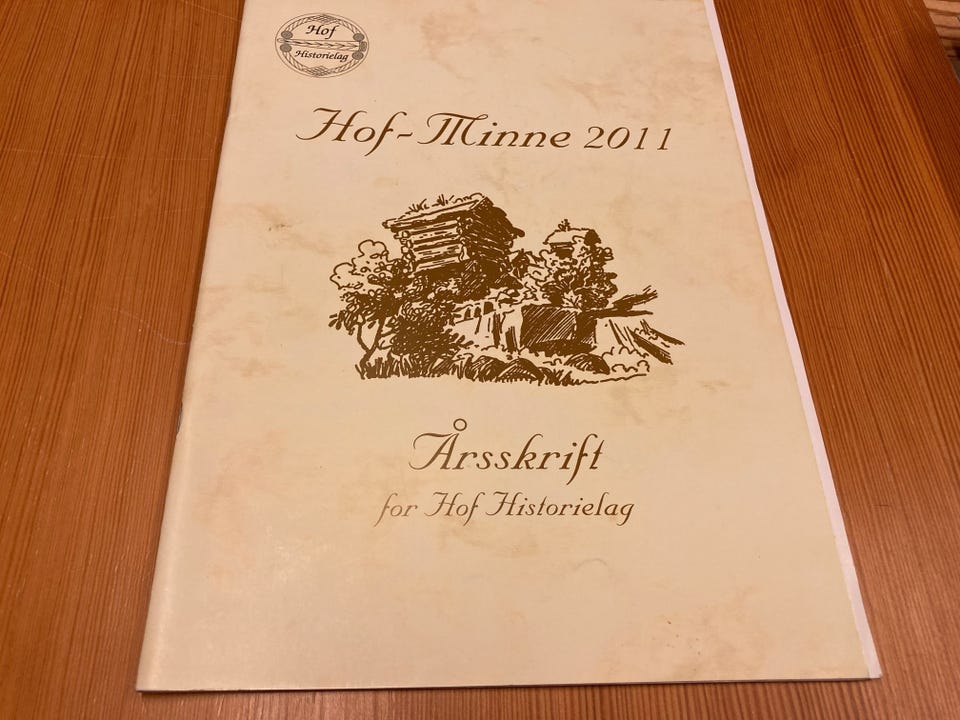 Hof
Historielag
Hof-Minne 2011
Årsskrift
for Hof Historielag